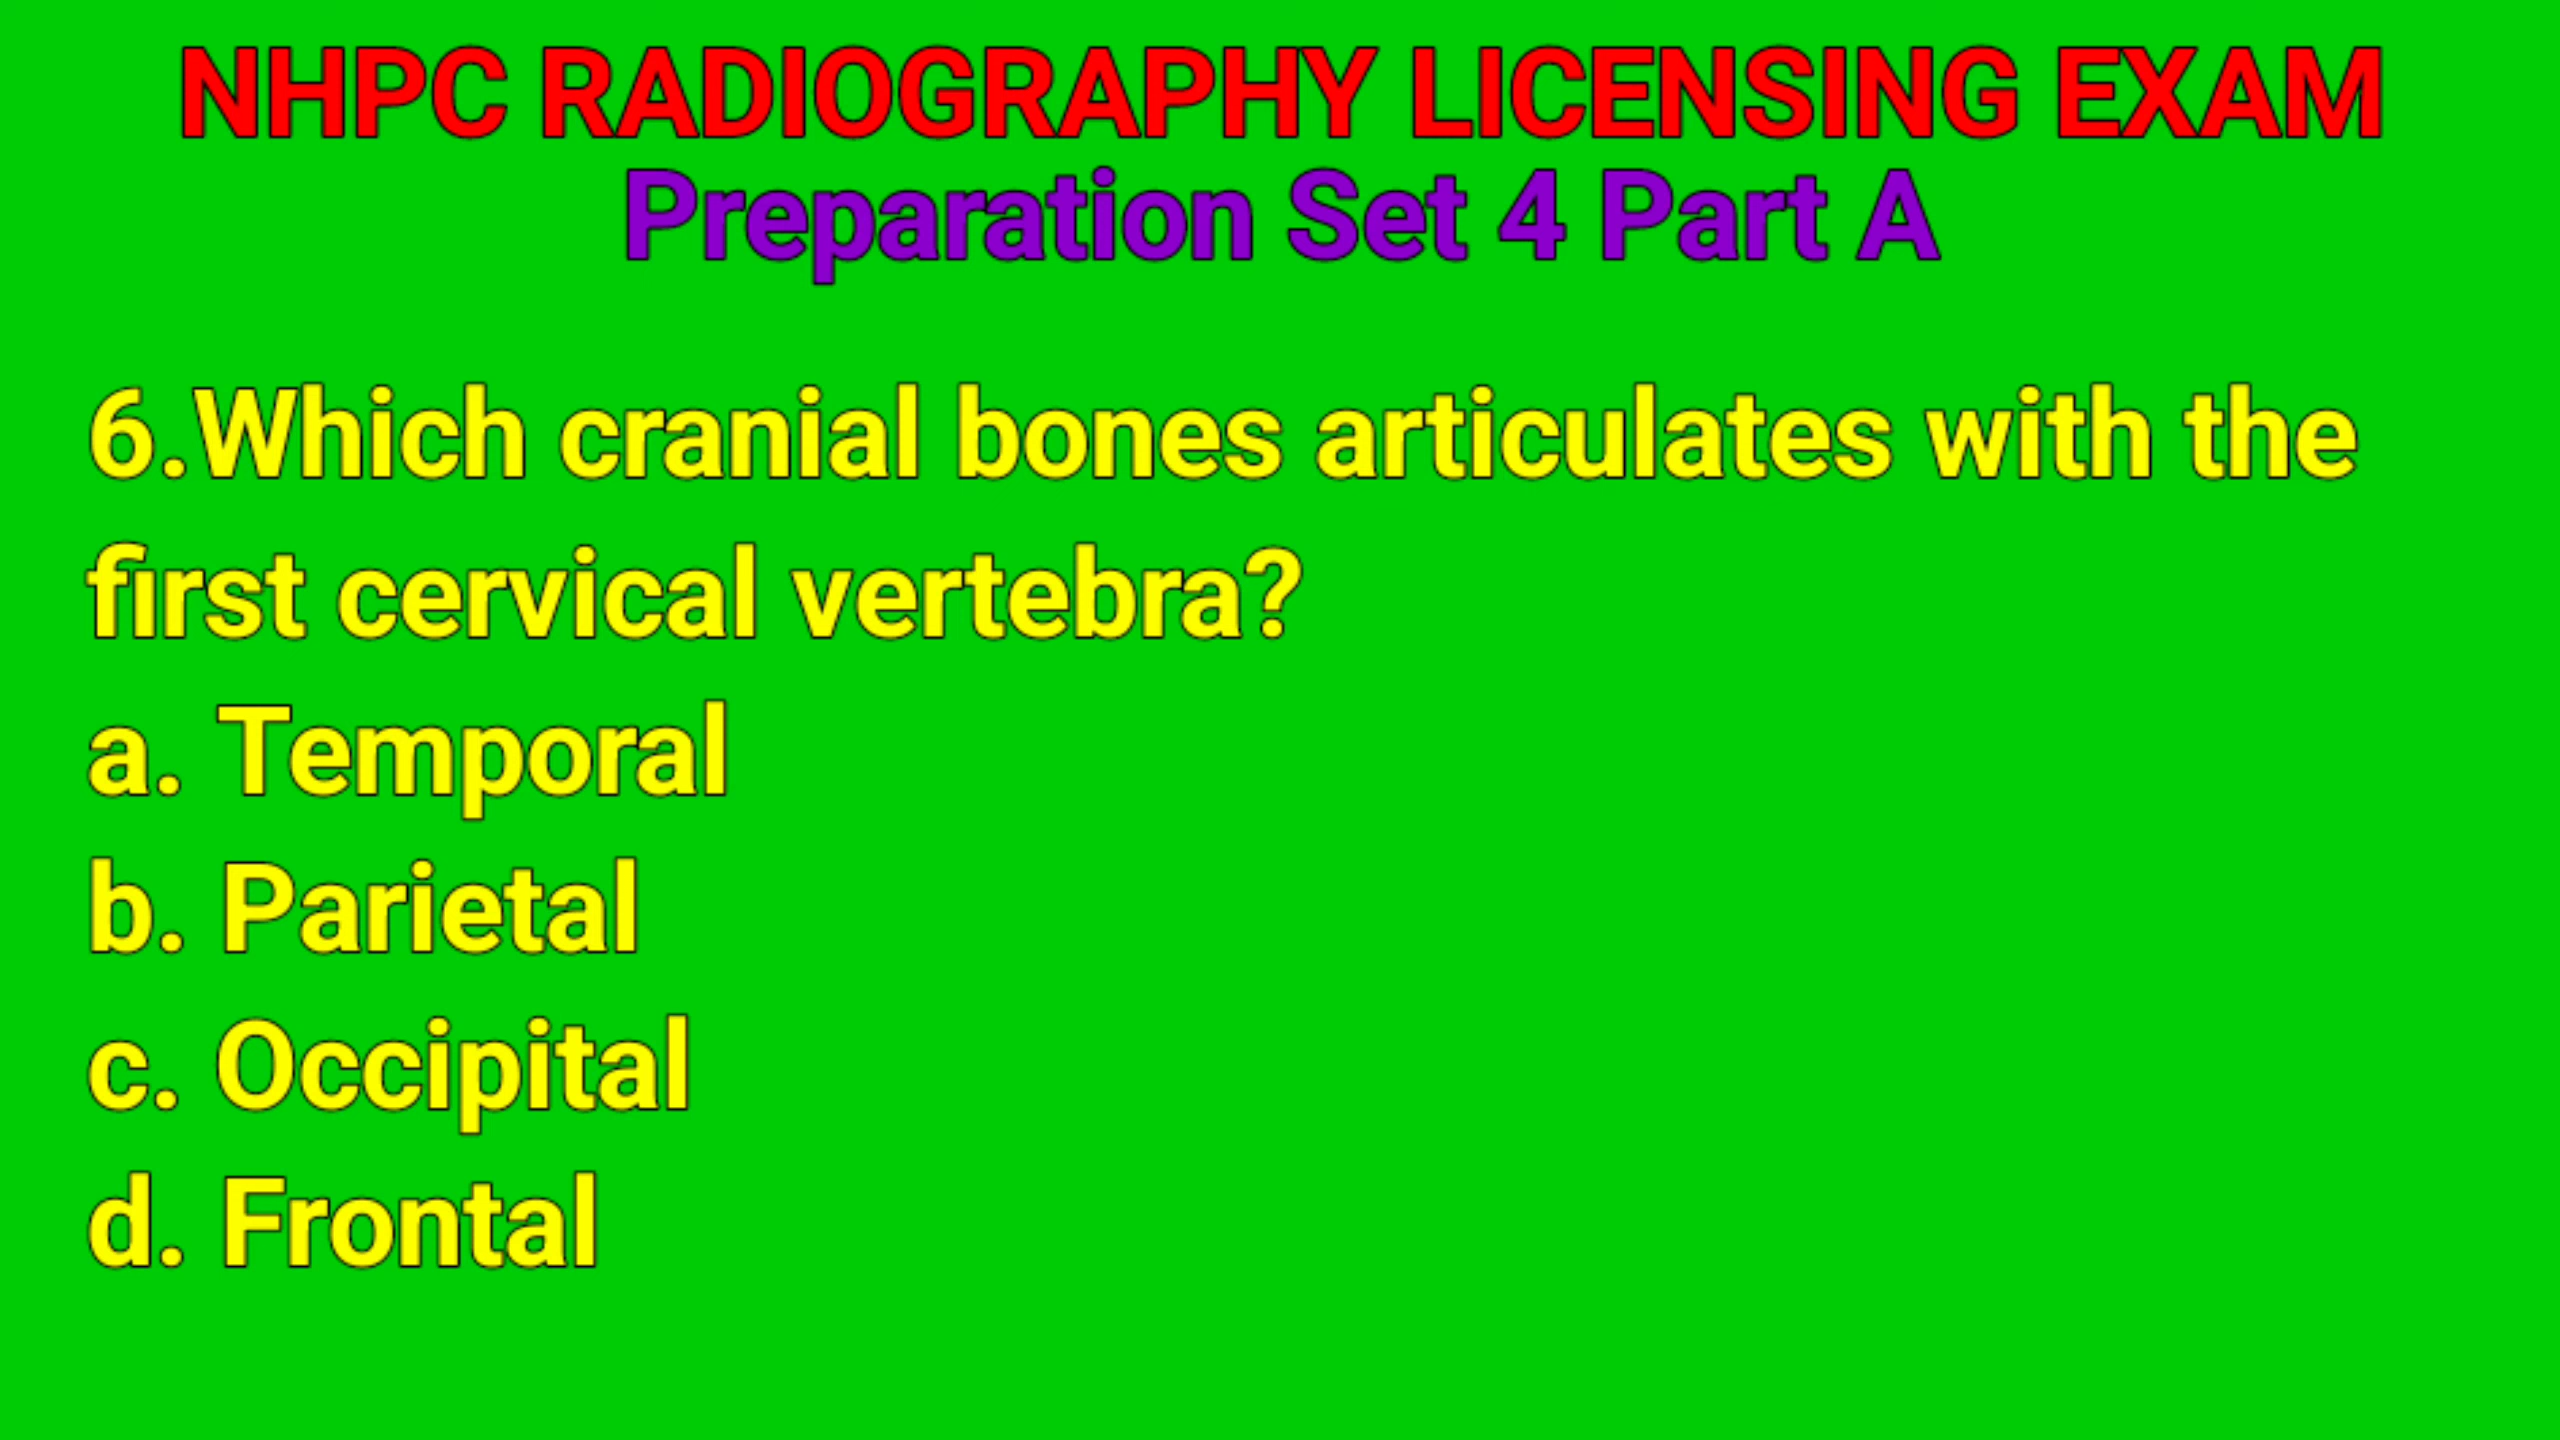 NHPC RADIOGRAPHY LICENSING EXAM
Preparation Set 4 Part A
6.Which cranial bones articulates with the
first cervical vertebra?
a. Temporal
b. Parietal
c. Occipital
d. Frontal